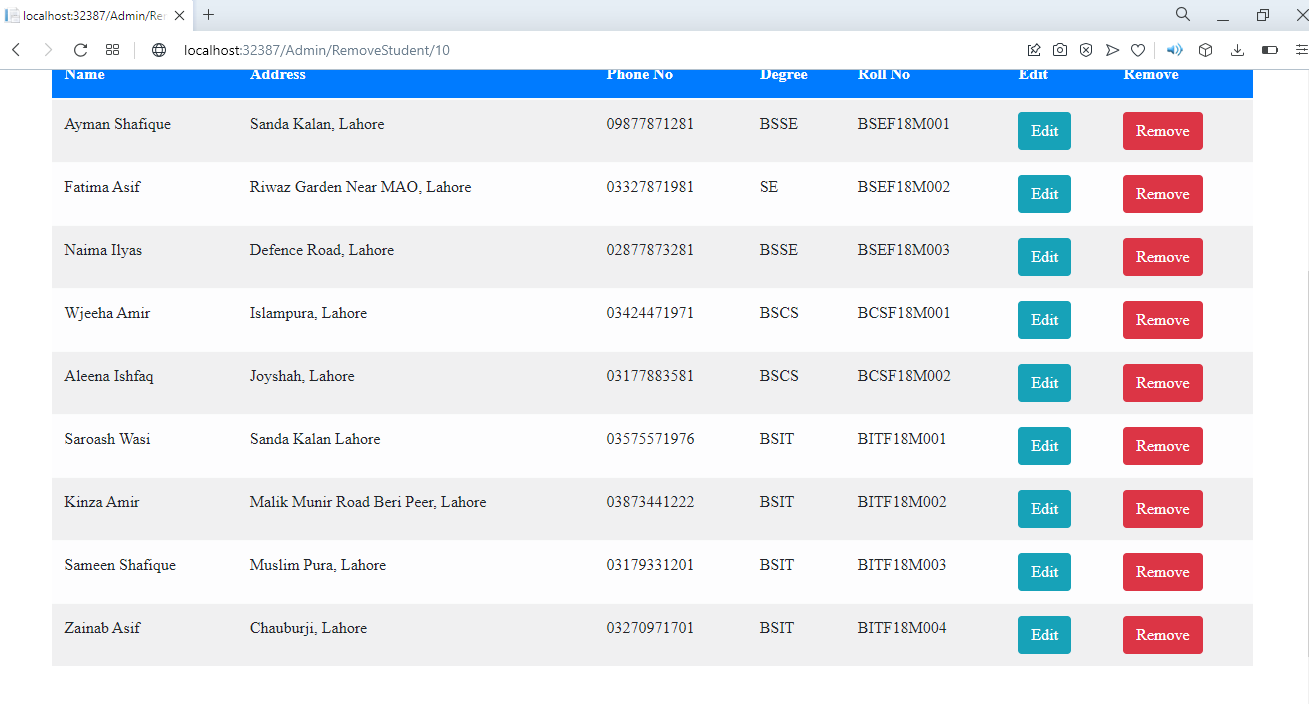 localhost:32387/Admin/Re
localhost:32387/Admin/RemoveStudent/10
Name Address Phone No Degree Roll No Edit Remove
Ayman Shafique Sanda Kalan, Lahore 09877871281 BSSE BSEF18M001 Edit Remove
Fatima Asif Riwaz Garden Near MAO, Lahore 03327871981 SE BSEF18M002 Edit Remove
Naima Ilyas Defence Road, Lahore 02877873281 BSSE BSEF18M003 Edit Remove
Wjeeha Amir Islampura, Lahore 03424471971 BSCS BCSF18M001 Edit Remove
Aleena Ishfaq Joyshah, Lahore 03177883581 BSCS BCSF18M002 Edit Remove
Saroash Wasi Sanda Kalan Lahore 03575571976 BSIT BITF18M001 Edit Remove
Kinza Amir Malik Munir Road Beri Peer, Lahore 03873441222 BSIT BITF18M002 Edit Remove
Sameen Shafique Muslim Pura, Lahore 03179331201 BSIT BITF18M003 Edit Remove
Zainab Asif Chauburji, Lahore 03270971701 BSIT BITF18M004 Edit Remove